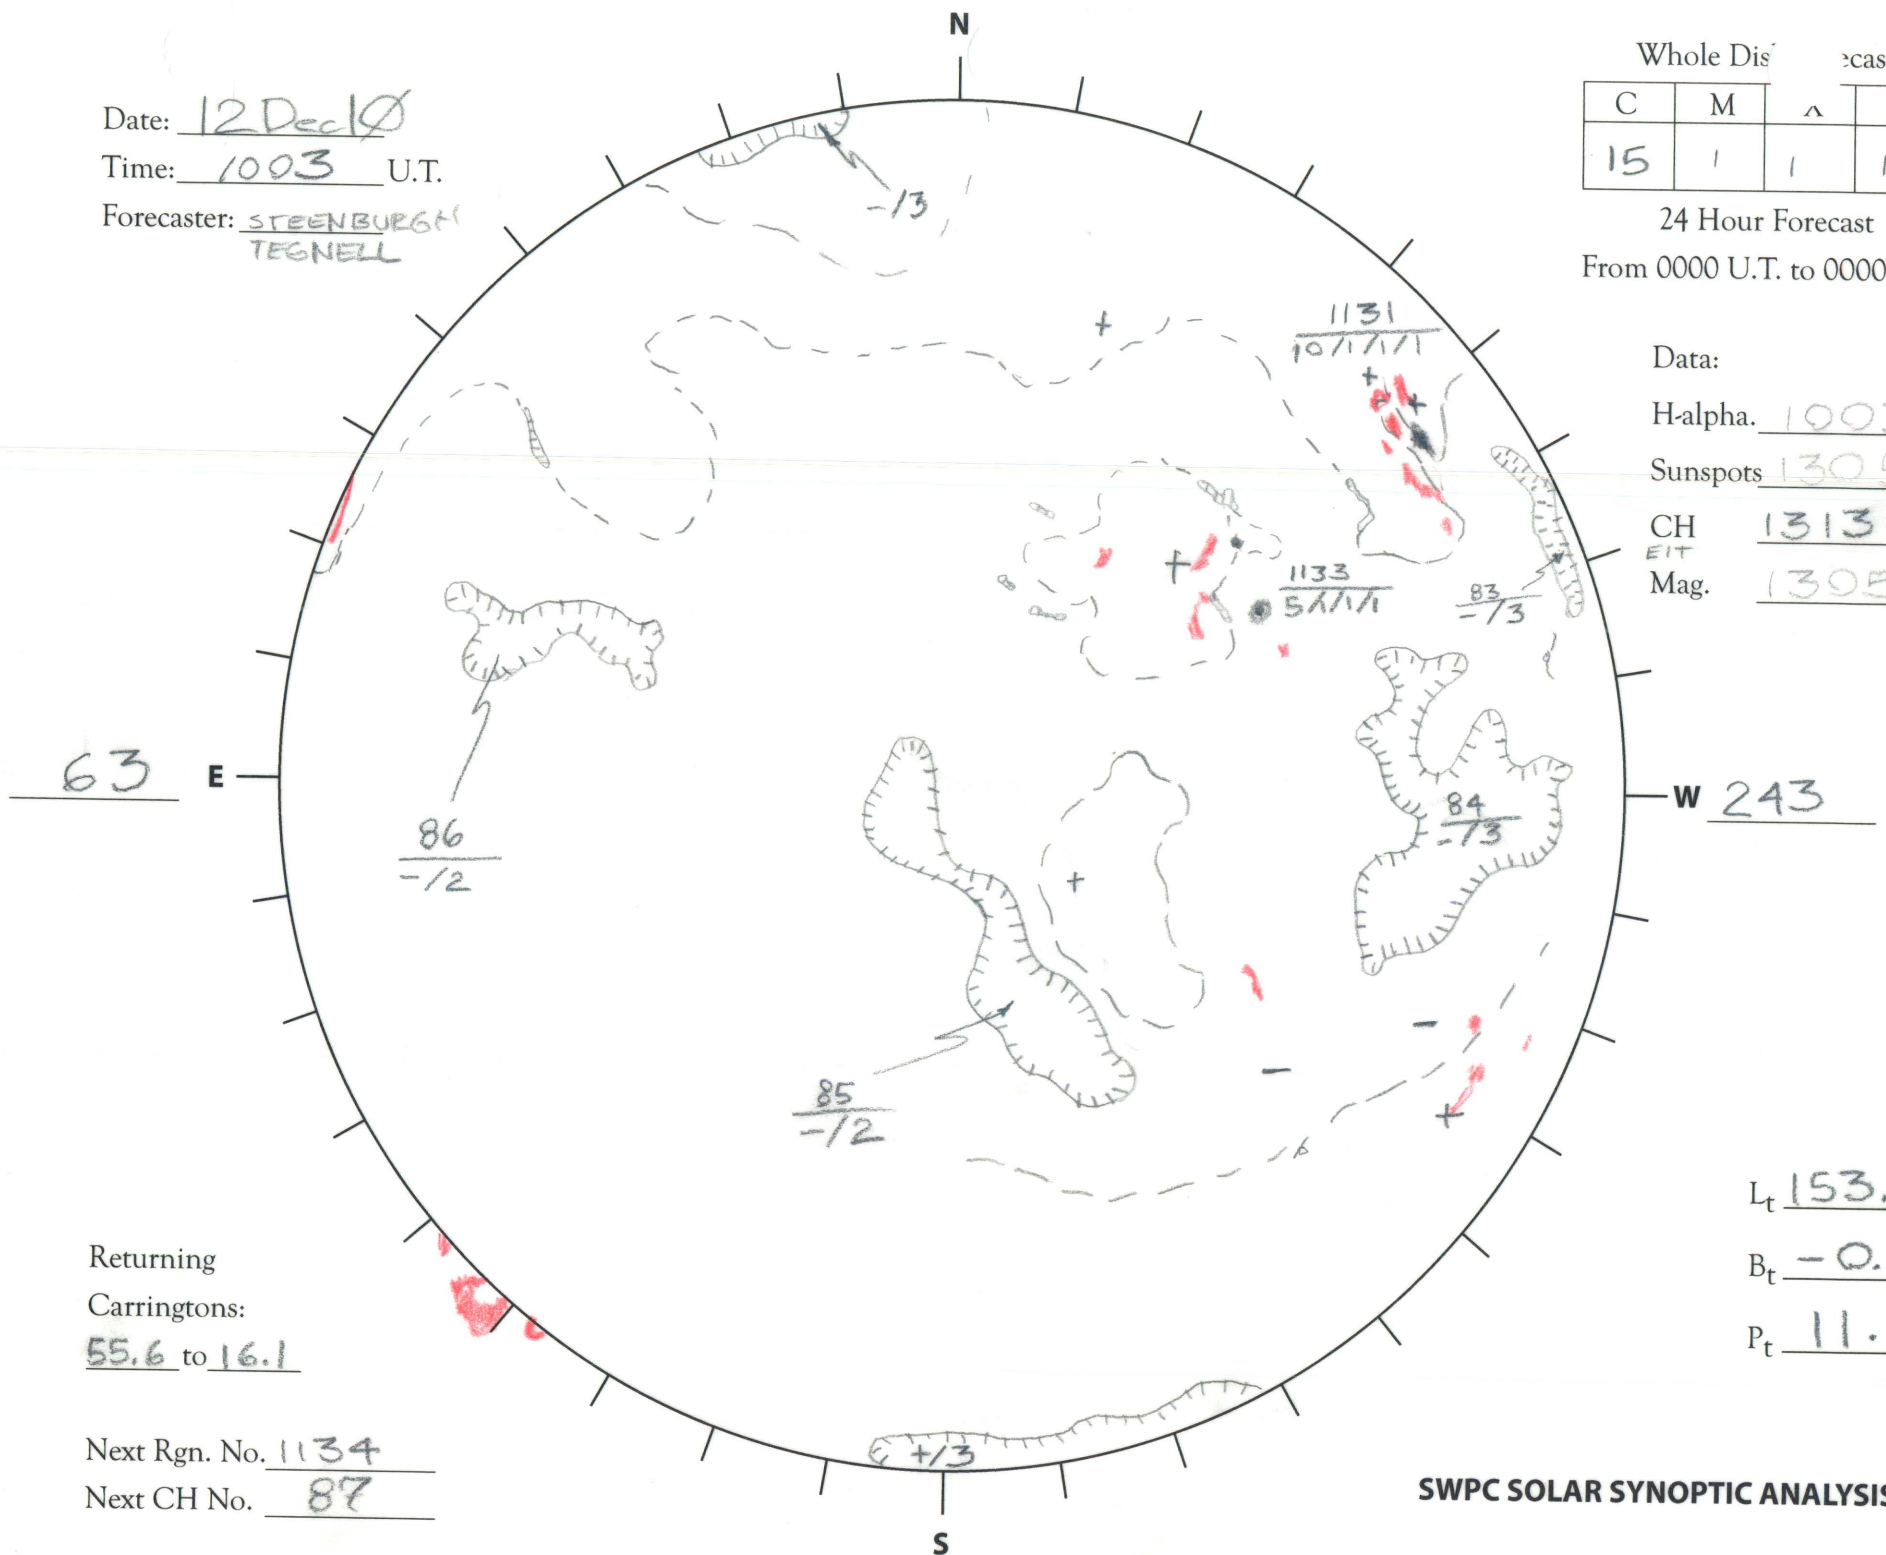 N
Date: 12 Dec 1Ø
Time: 1003 U.T.
Forecaster: STEENBURGH
TEGNELL
C M
15 1 1 1
24 Hour Forecast
From 0000 U.T. to 0000
-/3
+
1131
10/1/1/1
+
+
Data:
H-alpha.
Sunspots
CH 1313
EIT
Mag.
+
1133
5/1/1/1
83
-/3
63 E
W 243
84
-/3
86
-/2
+
-
-
+
85
-/2
Lt 153.
Bt -0.
Pt 11.
Returning
Carringtons:
55.6 to 16.1
Next Rgn. No. 1134
Next CH No. 87
+/3
S
SWPC SOLAR SYNOPTIC ANALYSIS